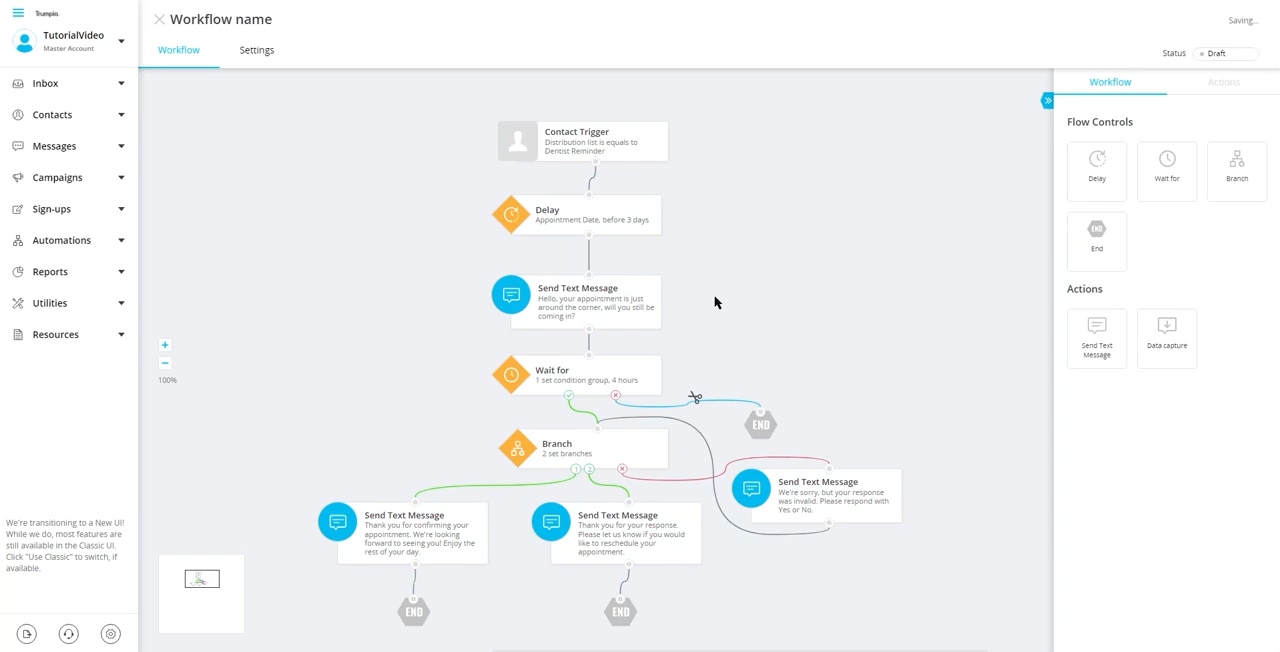 Trumpia.
Workflow name
Saving...
TutorialVideo
Master Account
Workflow
Settings
Status
Draft
Inbox
Contacts
Messages
Campaigns
Sign-ups
Automations
Reports
Utilities
Resources
We're transitioning to a New UI!
While we do, most features are
still available in the Classic UI.
Click "Use Classic" to switch, if
available.
100%
Contact Trigger
Distribution list is equals to
Dentist Reminder
Delay
Appointment Date, before 3 days
Send Text Message
Hello, your appointment is just
around the corner, will you still be
coming in?
Wait for
1 set condition group, 4 hours
END
Branch
2 set branches
1 2
Send Text Message
We're sorry, but your response
was invalid. Please respond with
Yes or No.
Send Text Message
Thank you for confirming your
appointment. We're looking
forward to seeing you! Enjoy the
rest of your day.
Send Text Message
Thank you for your response.
Please let us know if you would
like to reschedule your
appointment.
END
END
Workflow
Actions
Flow Controls
Delay
Wait for
Branch
END
End
Actions
Send Text
Message
Data capture